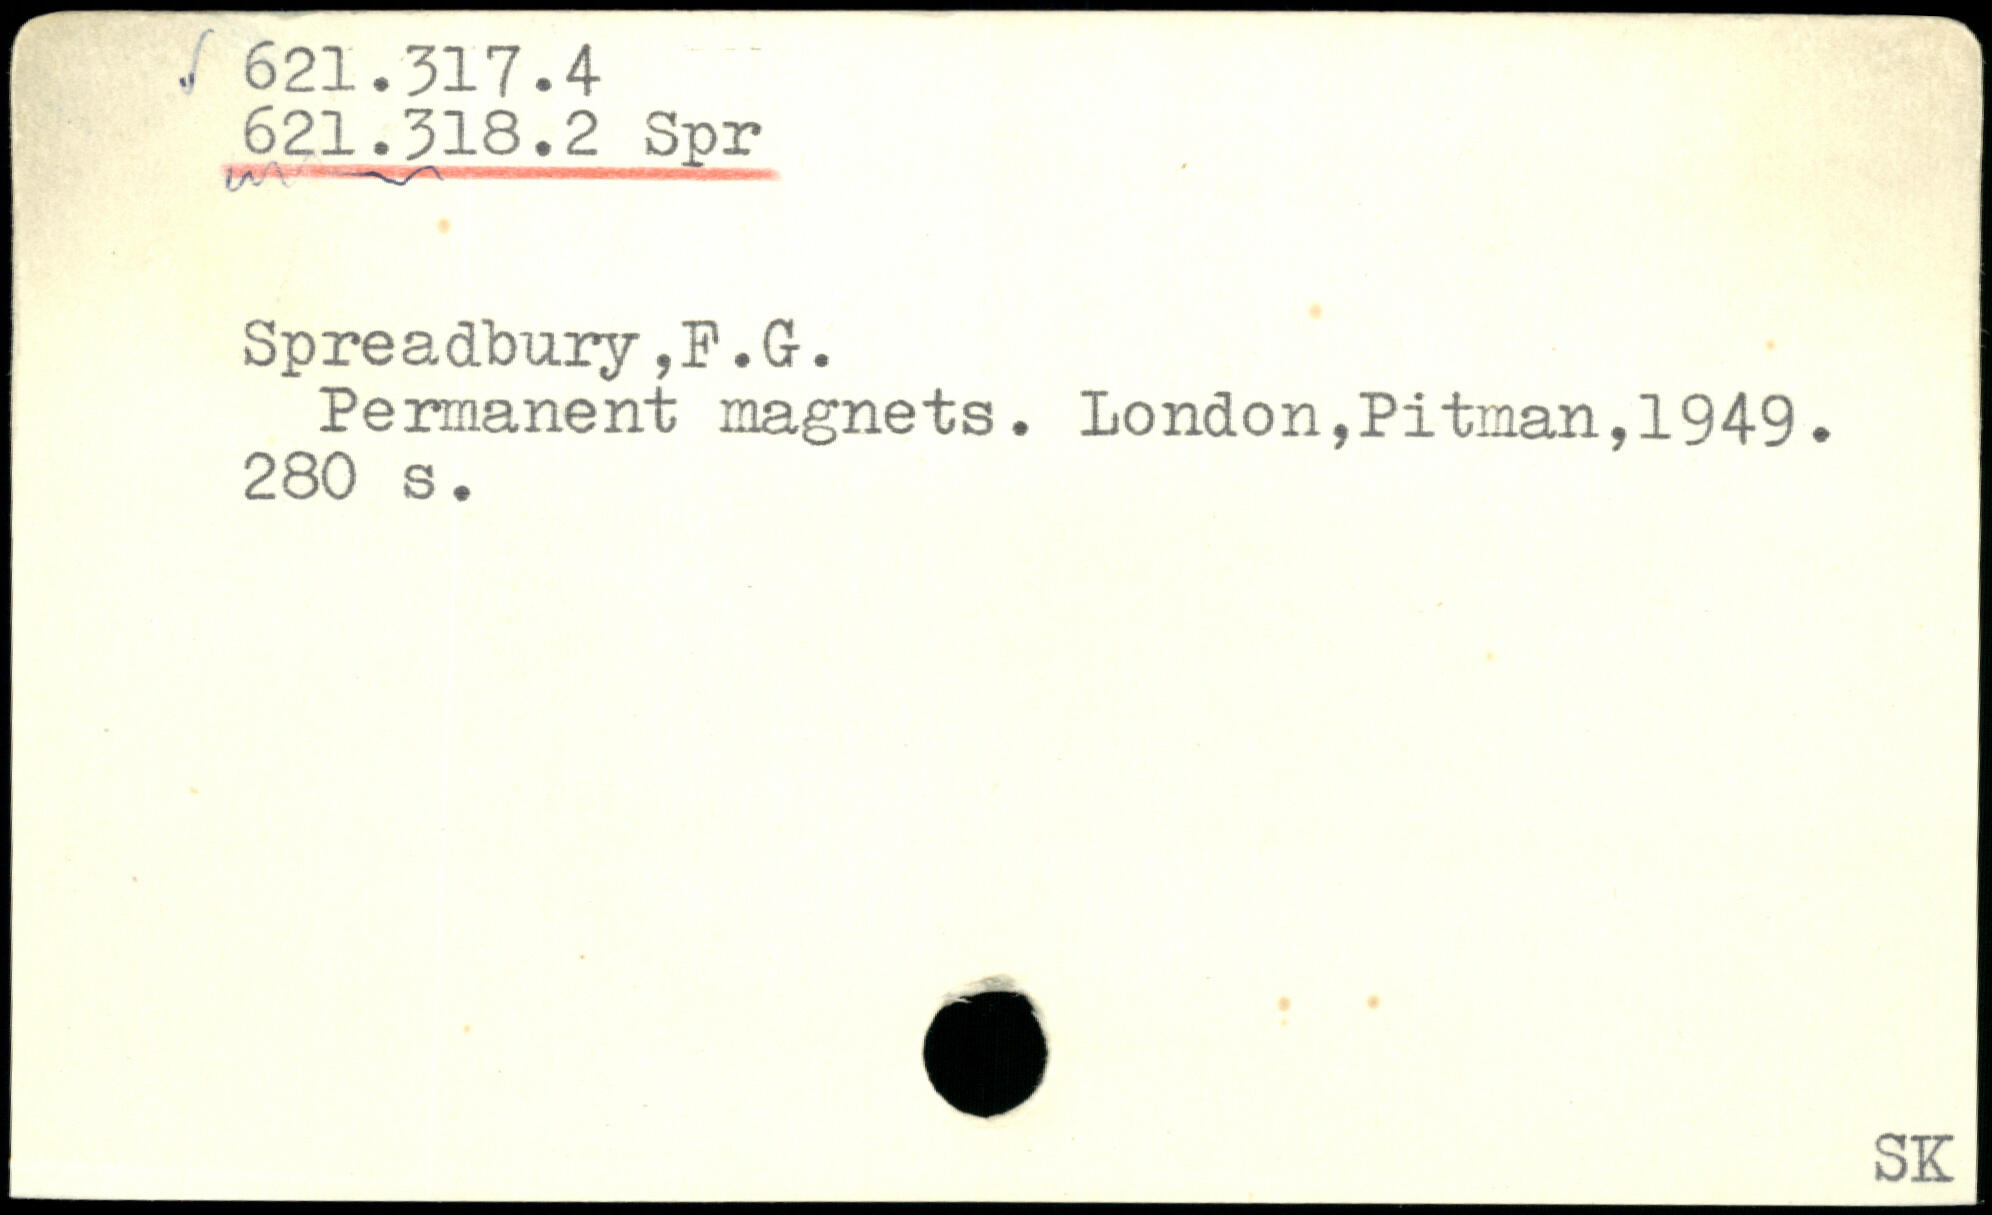 621.317.4
621.318.2 Spr
Spreadbury,F.G.
Permanent magnets. London,Pitman,1949.
280 s.
SK